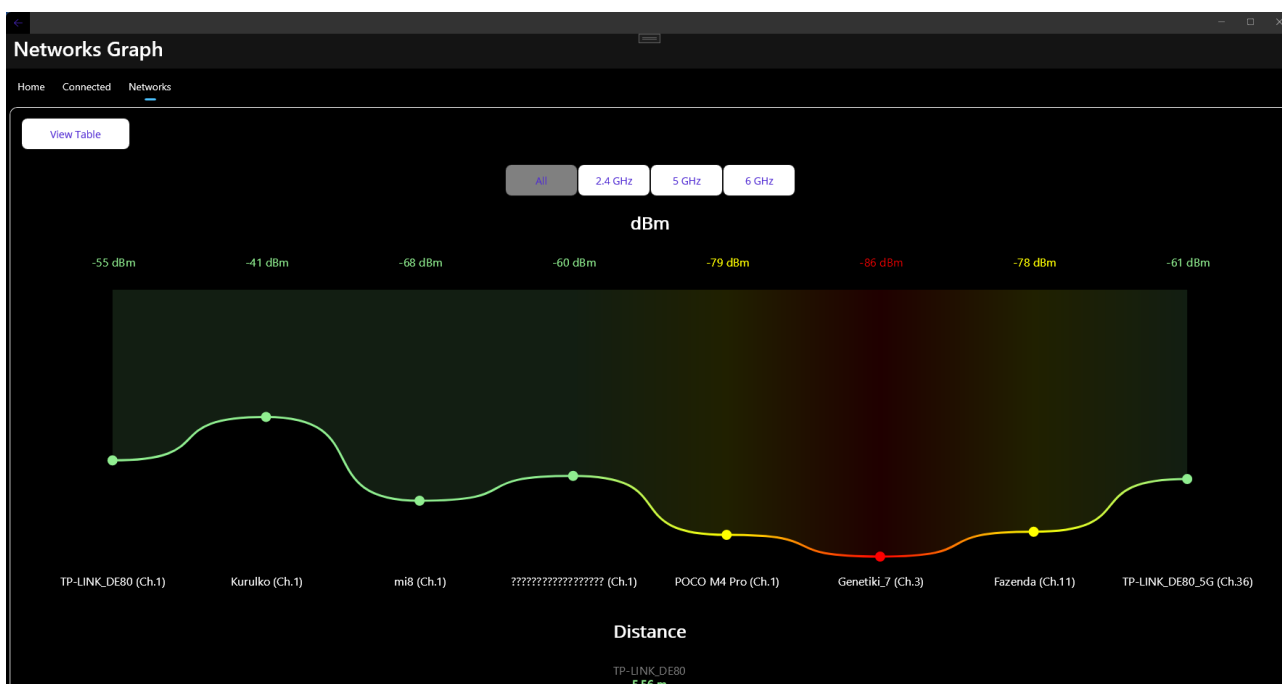 Networks Graph
Home Connected Networks
View Table
All 2.4 GHz 5 GHz 6 GHz
dBm
-55 dBm -41 dBm -68 dBm -60 dBm -79 dBm -86 dBm -78 dBm -61 dBm
TP-LINK_DE80 (Ch.1) Kurulko (Ch.1) mi8 (Ch.1) ?????????????????? (Ch.1) POCO M4 Pro (Ch.1) Genetiki_7 (Ch.3) Fazenda (Ch.11) TP-LINK_DE80_5G (Ch.36)
Distance
TP-LINK_DE80
5.56 m